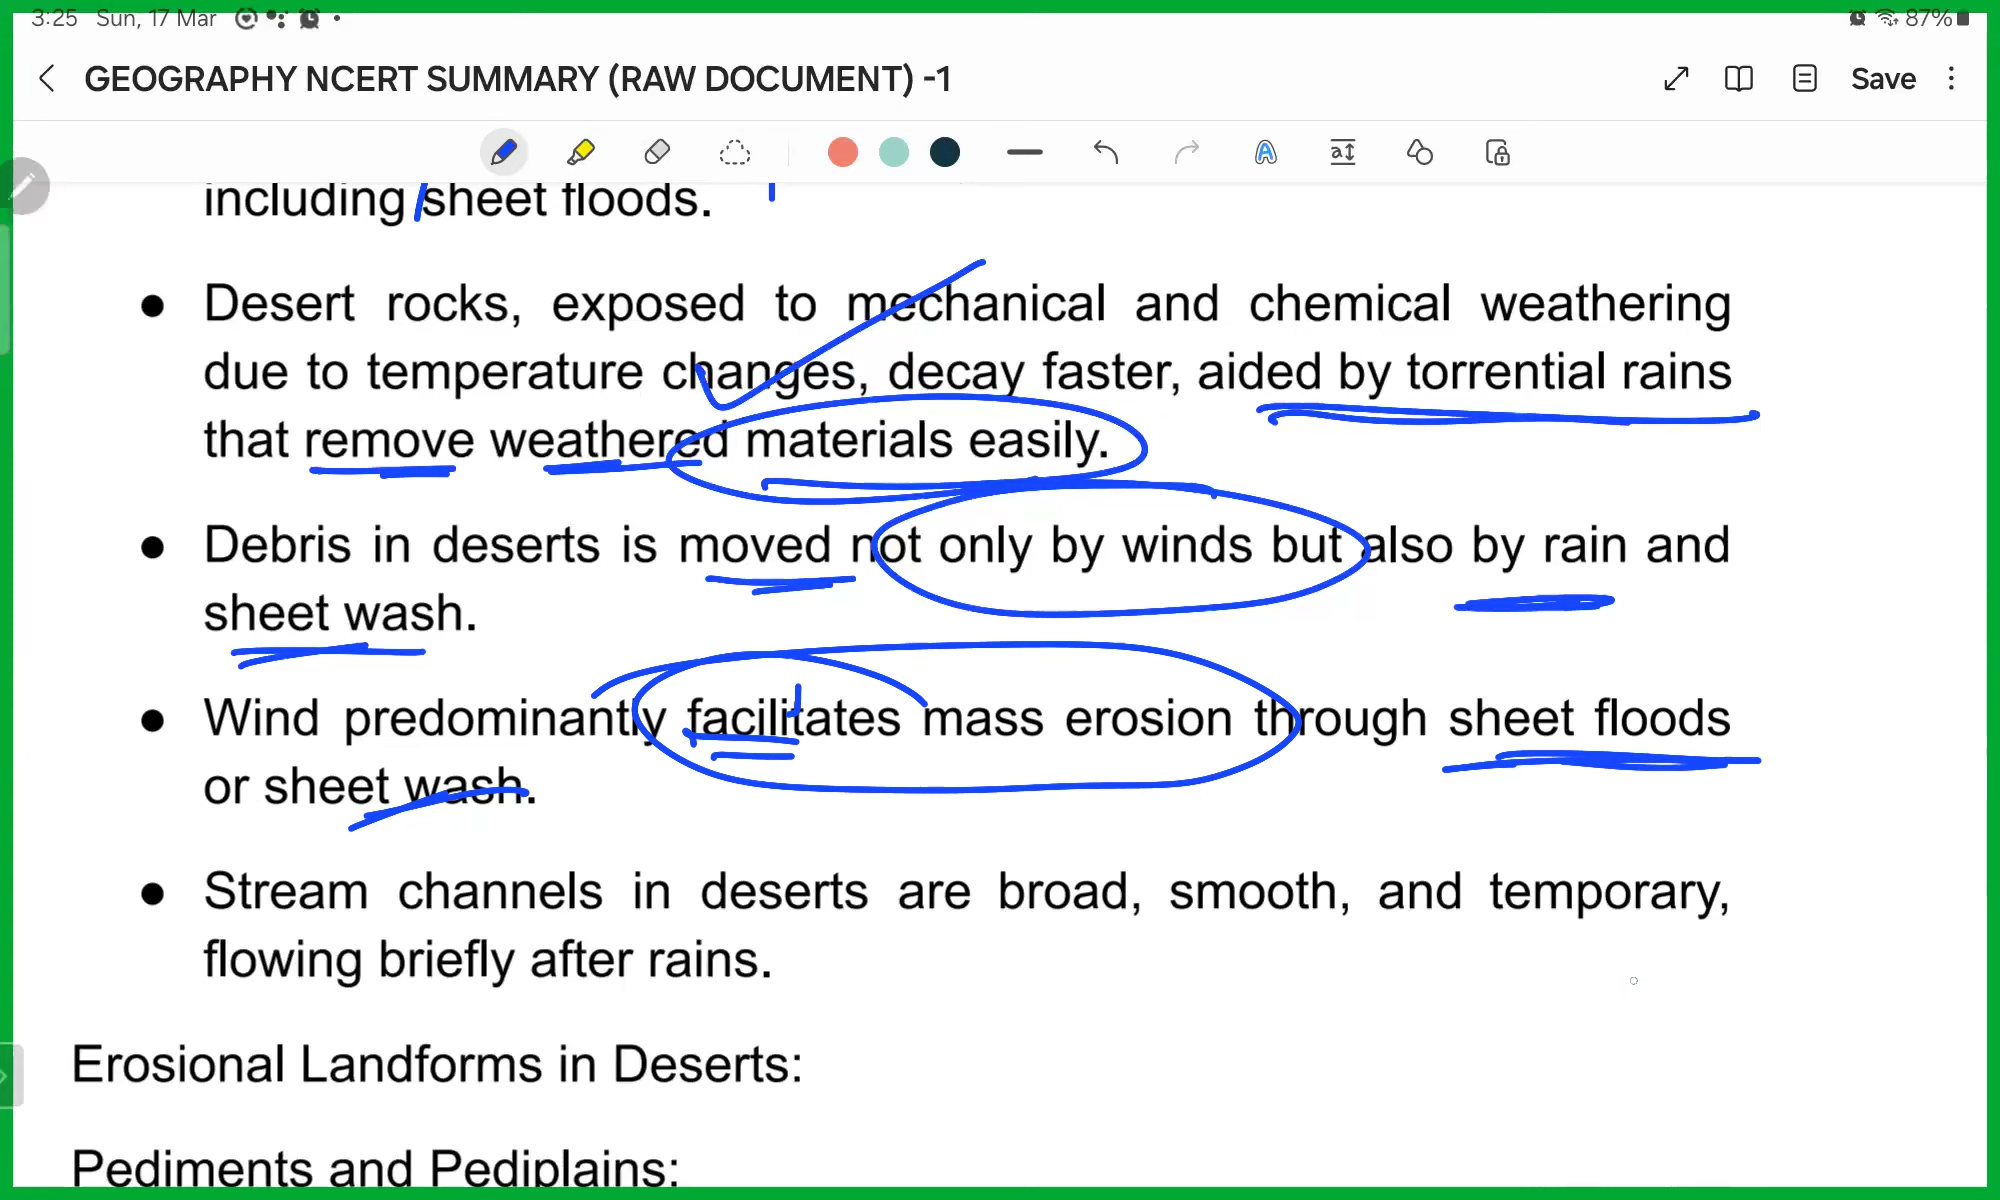 3:25 Sun, 17 Mar
87%
GEOGRAPHY NCERT SUMMARY (RAW DOCUMENT) -1
Save
including sheet floods.
● Desert rocks, exposed to mechanical and chemical weathering
due to temperature changes, decay faster, aided by torrential rains
that remove weathered materials easily.
● Debris in deserts is moved not only by winds but also by rain and
sheet wash.
● Wind predominantly facilitates mass erosion through sheet floods
or sheet wash.
● Stream channels in deserts are broad, smooth, and temporary,
flowing briefly after rains.
Erosional Landforms in Deserts:
Pediments and Pediplains: